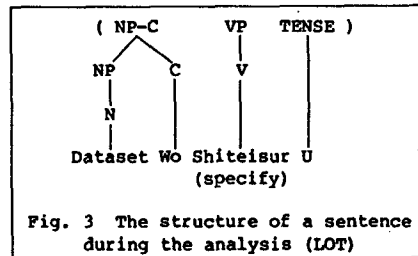 ( NP-C VP TENSE )
NP C V
N
Dataset Wo Shiteisur U
(specify)
Fig. 3 The structure of a sentence
during the analysis (LOT)